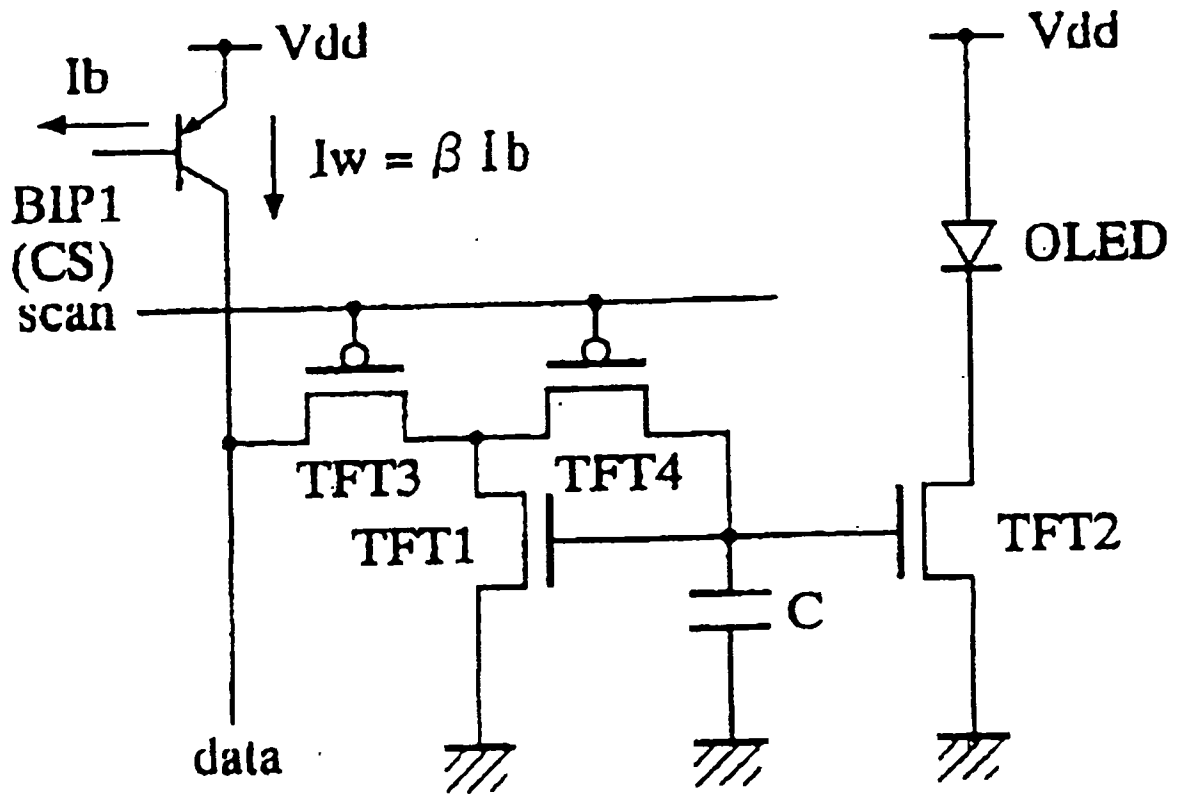 Vdd
Vdd
Ib
Iw = β Ib
BIP1
(CS)
OLED
scan
TFT3
TFT4
TFT1
TFT2
C
data